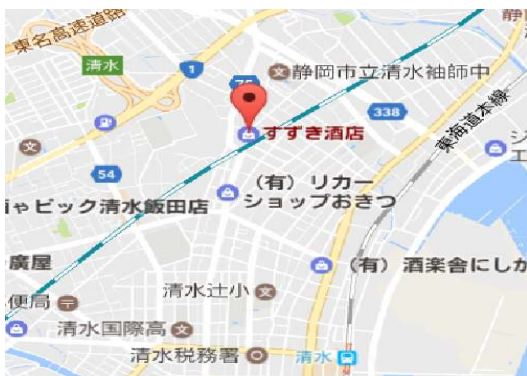 静
東名高速道路
清水
1
75
静岡市立清水袖師中
すずき酒店
338
東海道本線
54
（有）リカー
ショップおきつ
ャビック清水飯田店
廣屋
（有）酒楽舎にしか
便局
清水辻小
清水国際高
清水税務署
清水